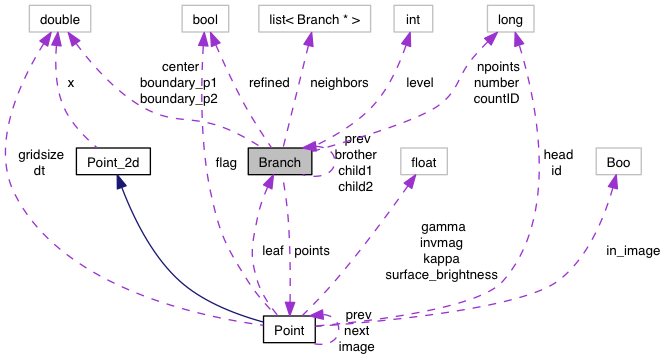 double
bool
list< Branch * >
int
long
center
boundary_p1
boundary_p2
x
refined
neighbors
level
npoints
number
countID
gridsize
dt
Point_2d
flag
Branch
prev
brother
child1
child2
float
head
id
Boo
leaf
points
gamma
invmag
kappa
surface_brightness
in_image
Point
prev
next
image